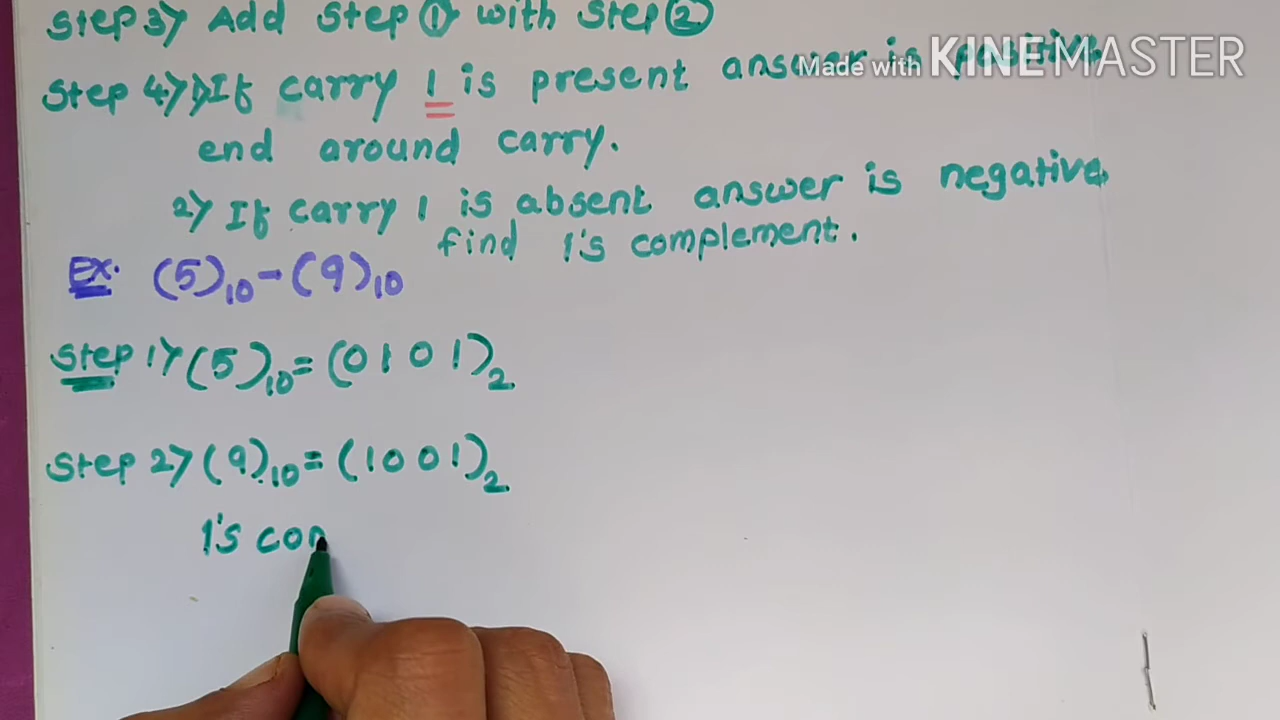 Step 3> Add Step ① with Step ②
Step 4> 1> If carry 1 is present answer is positive,
end around carry.
2> If carry 1 is absent answer is negative,
find 1's complement.
Ex. (5)₁₀ - (9)₁₀
Step 1> (5)₁₀ = (0101)₂
Step 2> (9)₁₀ = (1001)₂
1's con
Made with KINEMASTER